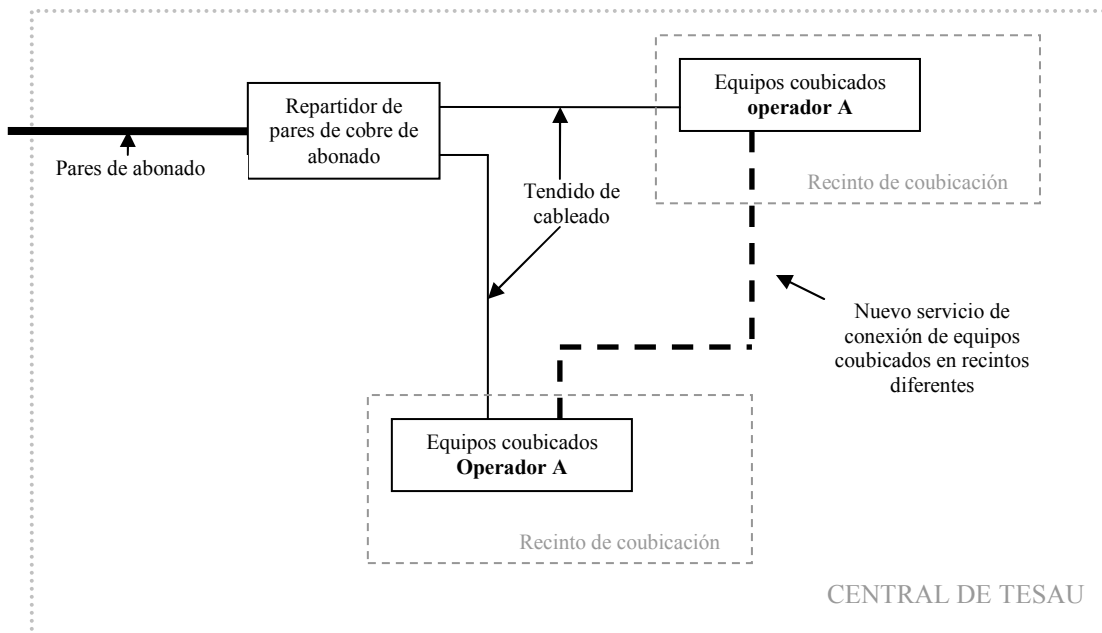 Equipos coubicados
operador A
Repartidor de
pares de cobre de
abonado
Pares de abonado
Recinto de coubicación
Tendido de
cableado
Nuevo servicio de
conexión de equipos
coubicados en recintos
diferentes
Equipos coubicados
Operador A
Recinto de coubicación
CENTRAL DE TESAU